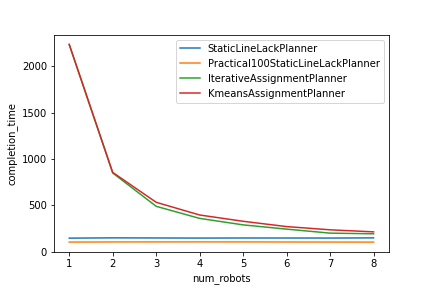 StaticLineLackPlanner
Practical100StaticLineLackPlanner
IterativeAssignmentPlanner
KmeansAssignmentPlanner
completion_time
2000
1500
1000
500
0
1 2 3 4 5 6 7 8
num_robots